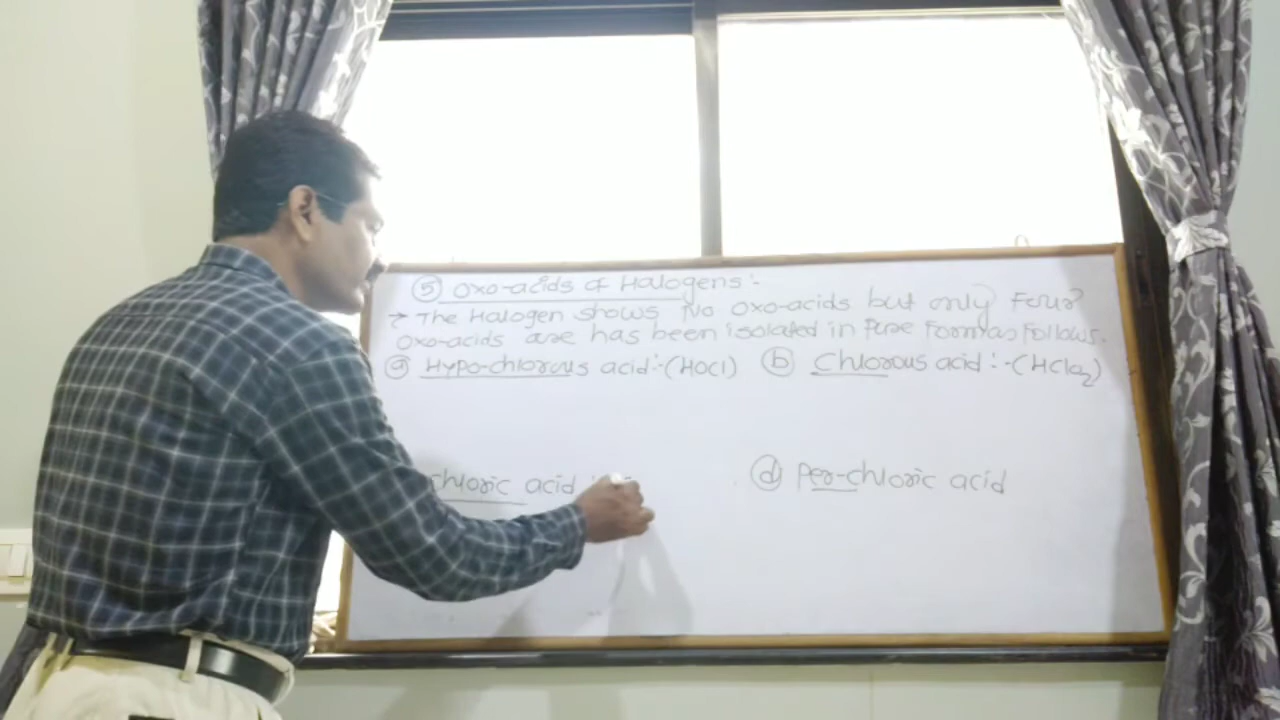 ⑤ Oxo-acids of Halogens :-
→ The Halogen shows No oxo-acids but only Four
oxo-acids are has been isolated in Pure Form as Follows.
ⓐ Hypo-chlorous acid :- (HOCl) ⓑ Chlorous acid :- (HClO₂)
chloric acid :- ⓓ Per-chloric acid